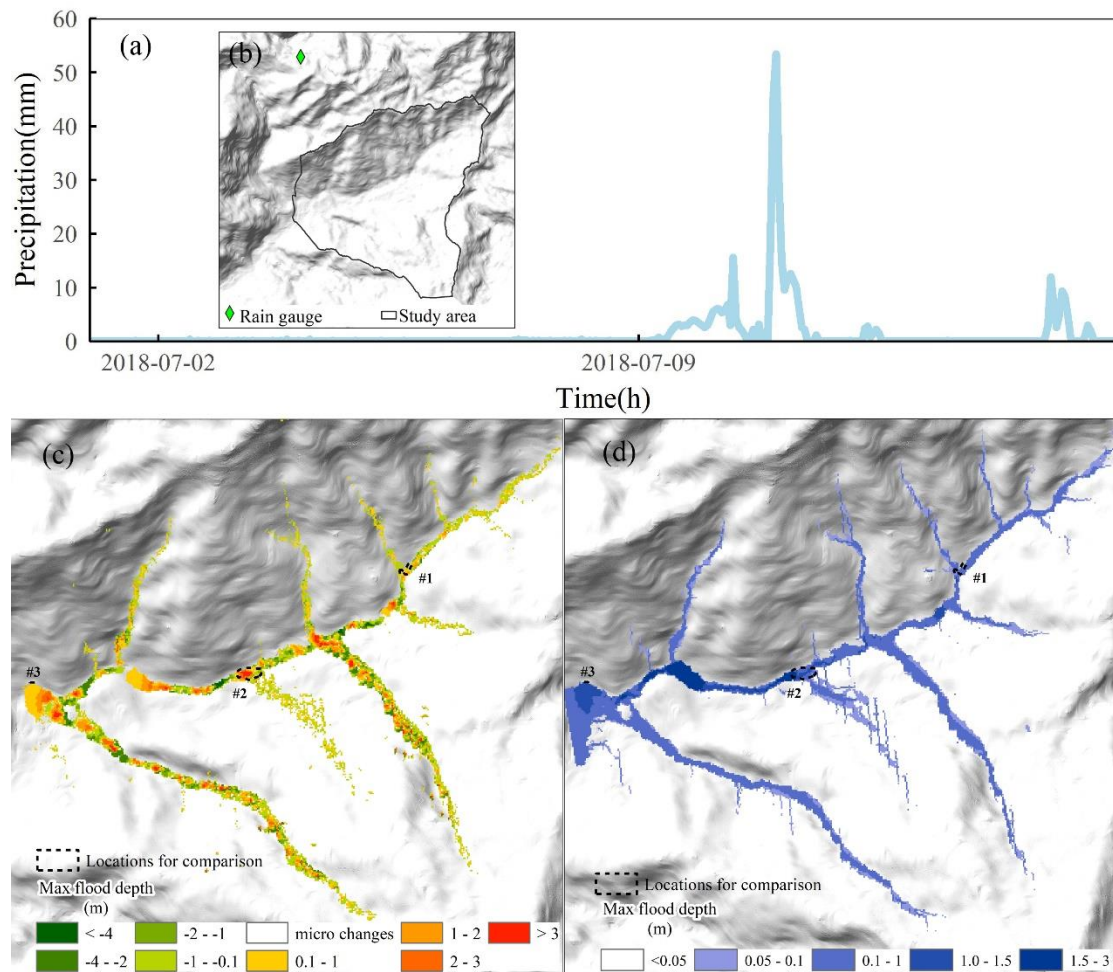 60
50
40
30
20
10
0
Precipitation(mm)
(a)
(b)
Rain gauge
Study area
2018-07-02
2018-07-09
Time(h)
(c)
#1
#2
#3
Locations for comparison
Max flood depth
(m)
< -4
-2 - -1
micro changes
1 - 2
> 3
-4 - -2
-1 - -0.1
0.1 - 1
2 - 3
(d)
#1
#2
#3
Locations for comparison
Max flood depth
(m)
<0.05
0.05 - 0.1
0.1 - 1
1.0 - 1.5
1.5 - 3